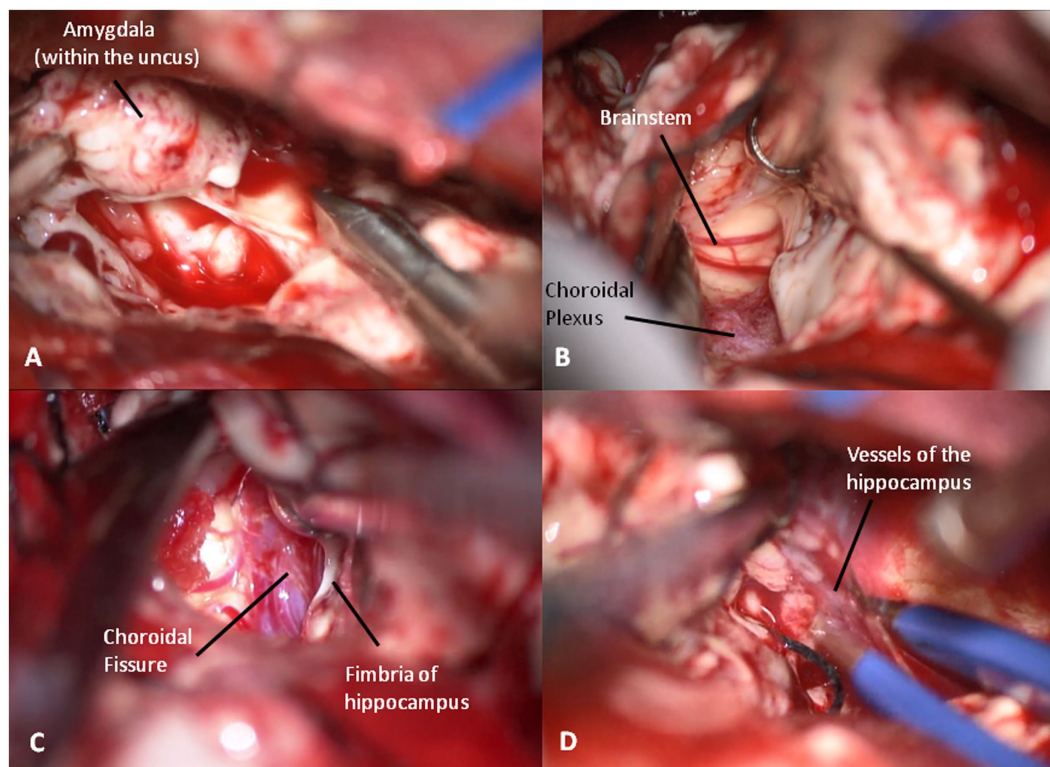 Amygdala
(within the uncus)
A
Brainstem
Choroidal
Plexus
B
Choroidal
Fissure
Fimbria of
hippocampus
C
Vessels of the
hippocampus
D